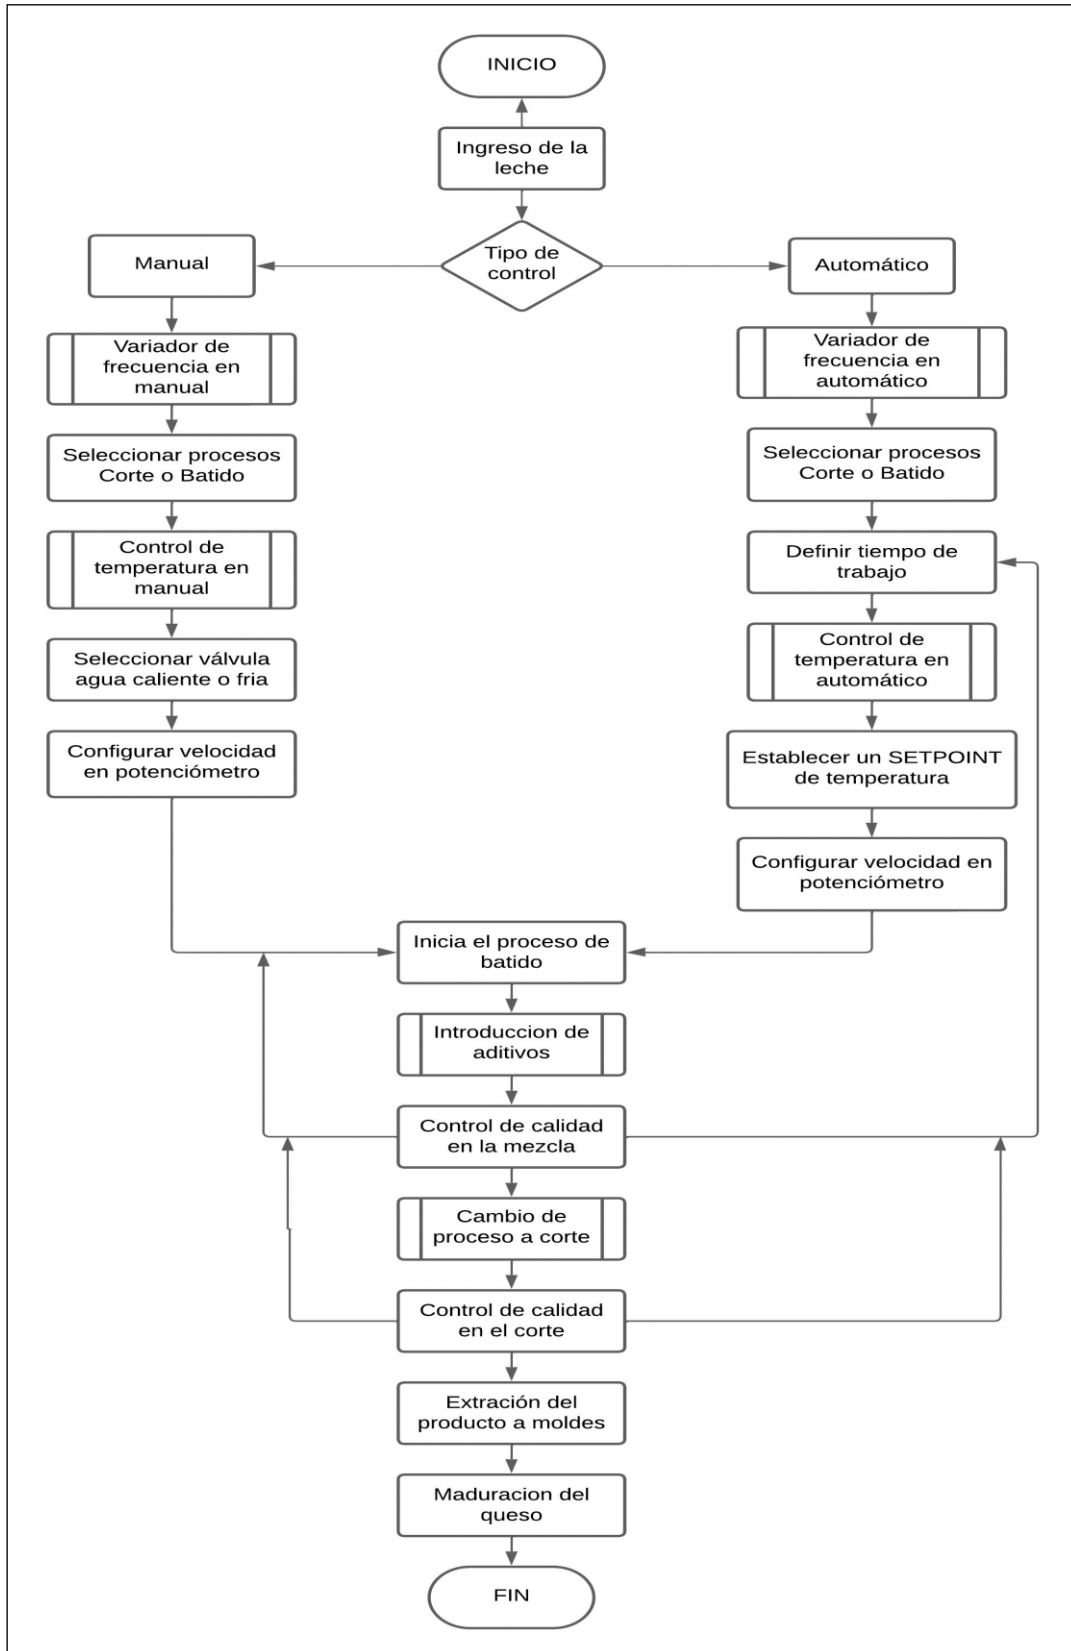 INICIO
Ingreso de la
leche
Tipo de
control
Manual
Automático
Variador de
frecuencia en
manual
Seleccionar procesos
Corte o Batido
Control de
temperatura en
manual
Seleccionar válvula
agua caliente o fria
Configurar velocidad
en potenciómetro
Variador de
frecuencia en
automático
Seleccionar procesos
Corte o Batido
Definir tiempo de
trabajo
Control de
temperatura en
automático
Establecer un SETPOINT
de temperatura
Configurar velocidad en
potenciómetro
Inicia el proceso de
batido
Introduccion de
aditivos
Control de calidad
en la mezcla
Cambio de
proceso a corte
Control de calidad
en el corte
Extración del
producto a moldes
Maduracion del
queso
FIN